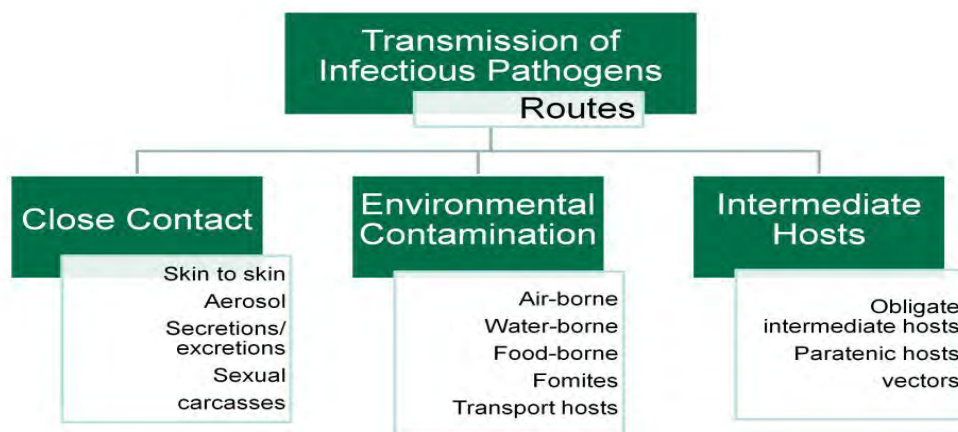 Transmission of
Infectious Pathogens
Routes
Close Contact
Skin to skin
Aerosol
Secretions/
excretions
Sexual
carcasses
Environmental
Contamination
Air-borne
Water-borne
Food-borne
Fomites
Transport hosts
Intermediate
Hosts
Obligate
intermediate hosts
Paratenic hosts
vectors